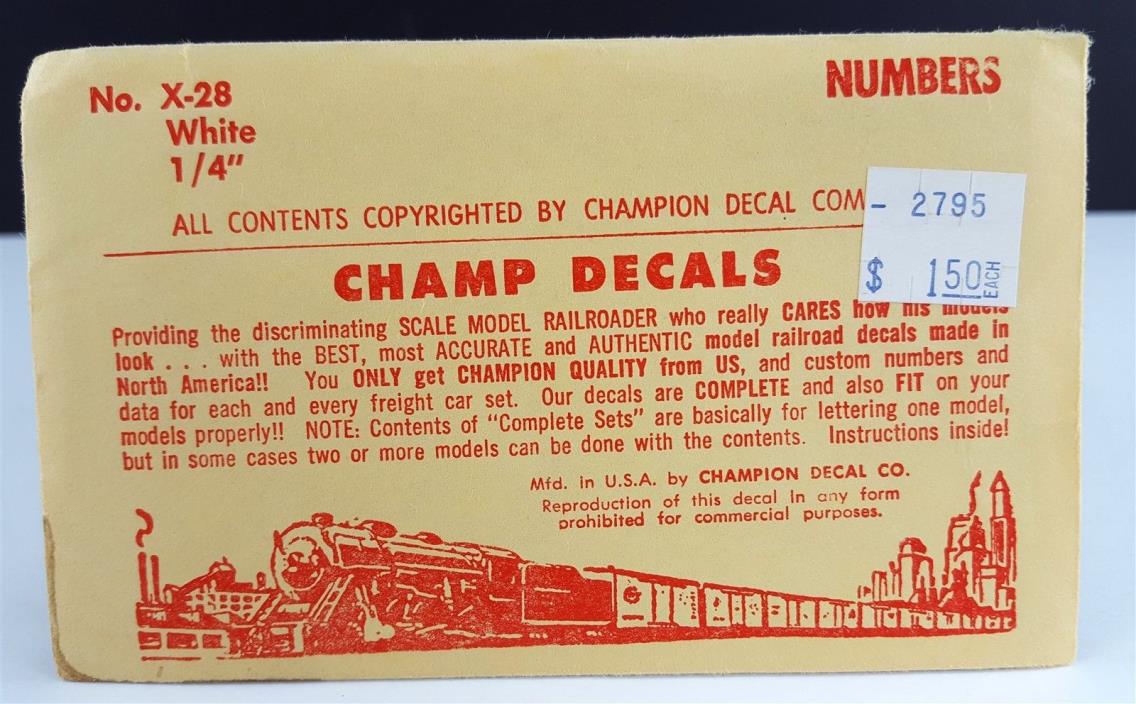 No. X-28
NUMBERS
White
1/4"
ALL CONTENTS COPYRIGHTED BY CHAMPION DECAL COM
- 2795
$ 150 EACH
CHAMP DECALS
Providing the discriminating SCALE MODEL RAILROADER who really CARES how his models
look . . . with the BEST, most ACCURATE and AUTHENTIC model railroad decals made in
North America!! You ONLY get CHAMPION QUALITY from US, and custom numbers and
data for each and every freight car set. Our decals are COMPLETE and also FIT on your
models properly!! NOTE: Contents of "Complete Sets" are basically for lettering one model,
but in some cases two or more models can be done with the contents. Instructions inside!
Mfd. in U.S.A. by CHAMPION DECAL CO.
Reproduction of this decal in any form
prohibited for commercial purposes.